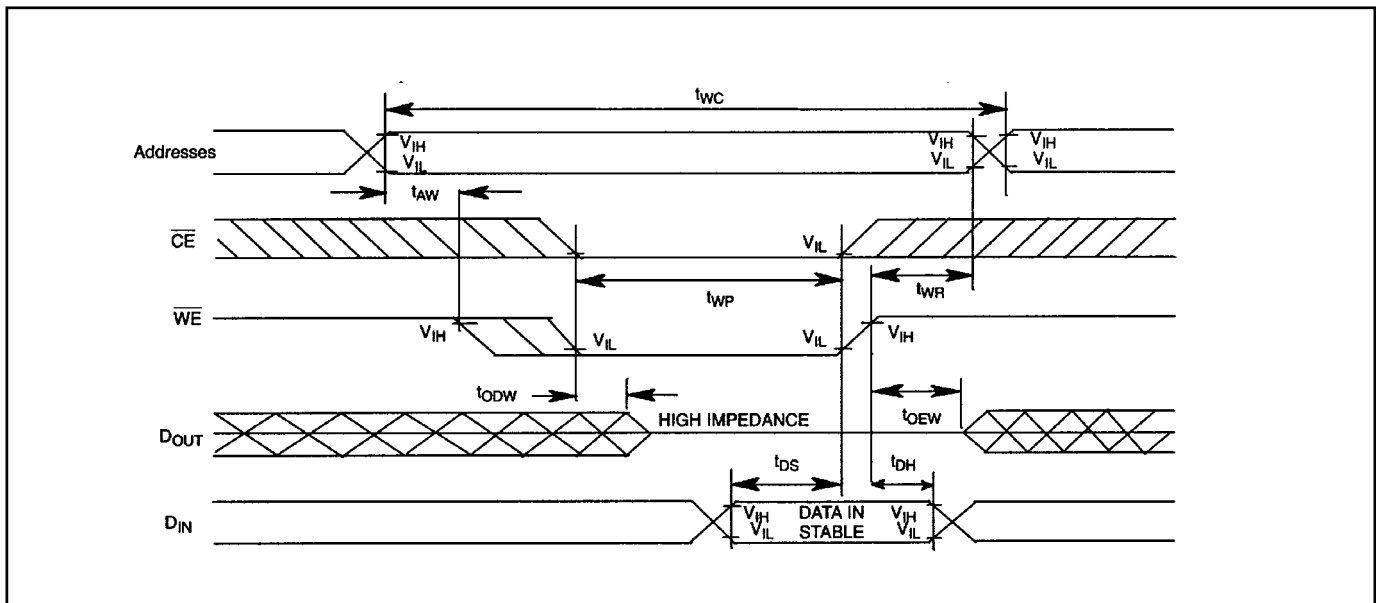 tWC
Addresses
VIH
VIL
VIH
VIL
VIH
VIL
tAW
CE
VIL
tWP
tWR
WE
VIH
VIL
VIL
VIH
tODW
tOEW
DOUT
HIGH IMPEDANCE
tDS
tDH
DIN
VIH
VIL
DATA IN
STABLE
VIH
VIL